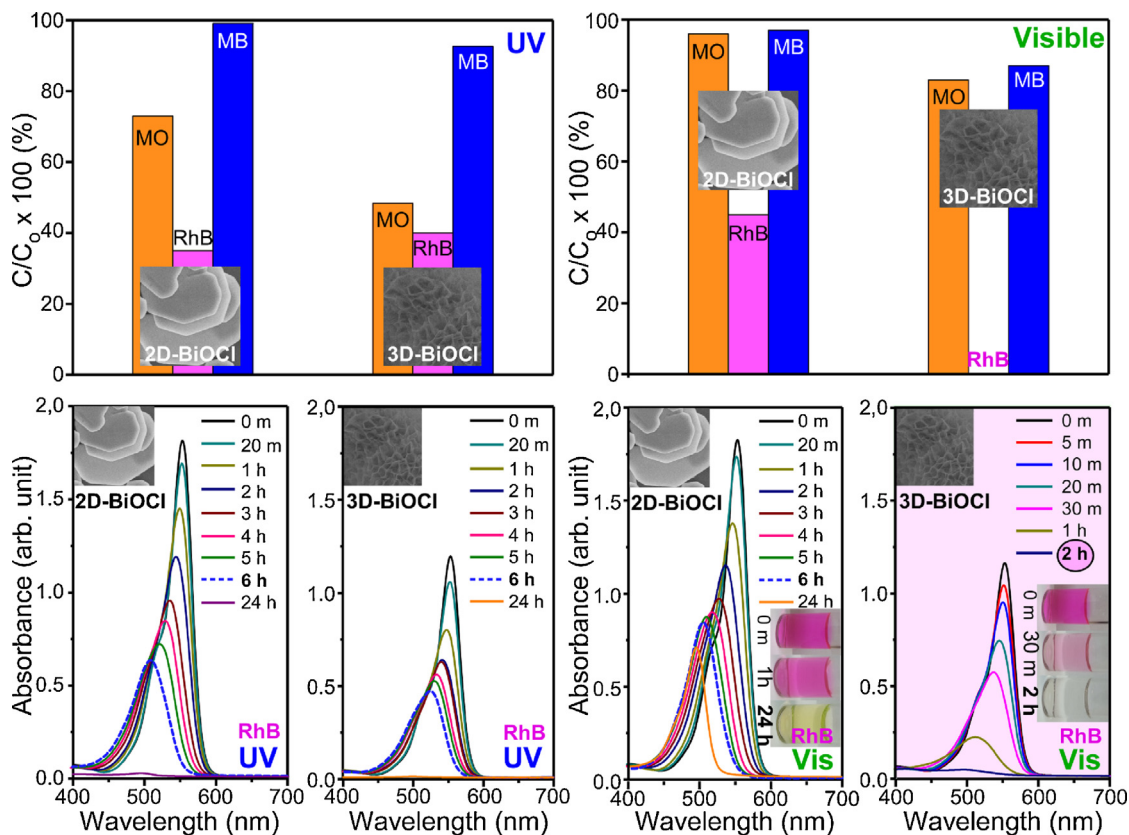 C/Cₒ x 100 (%)
100
80
60
40
20
0
MO
RhB
MB
2D-BiOCl
MO
RhB
MB
3D-BiOCl
UV
C/Cₒ x 100 (%)
100
80
60
40
20
0
MO
RhB
MB
2D-BiOCl
MO
RhB
MB
3D-BiOCl
Visible
Absorbance (arb. unit)
2,0
1.5
1.0
0.5
0.0
2D-BiOCl
0 m
20 m
1 h
2 h
3 h
4 h
5 h
6 h
24 h
RhB
UV
400 500 600 700
Wavelength (nm)
2,0
1.5
1.0
0.5
0.0
3D-BiOCl
0 m
20 m
1 h
2 h
3 h
4 h
5 h
6 h
24 h
RhB
UV
400 500 600 700
Wavelength (nm)
Absorbance (arb. unit)
2,0
1.5
1.0
0.5
0.0
2D-BiOCl
0 m
20 m
1 h
2 h
3 h
4 h
5 h
6 h
24 h
0 m
1h
24 h
RhB
Vis
400 500 600 700
Wavelength (nm)
2,0
1.5
1.0
0.5
0.0
3D-BiOCl
0 m
5 m
10 m
20 m
30 m
1 h
2 h
0 m
30 m
2 h
RhB
Vis
400 500 600 700
Wavelength (nm)